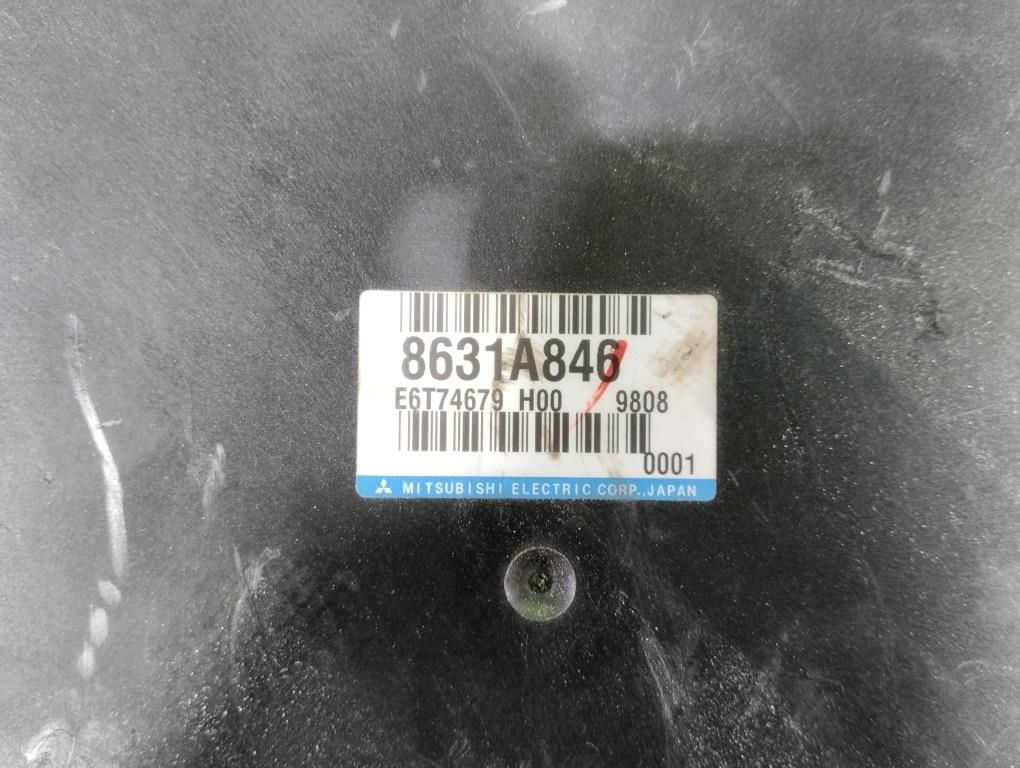 8631A846
E6T74679 H00 9808
0001
MITSUBISHI ELECTRIC CORP., JAPAN